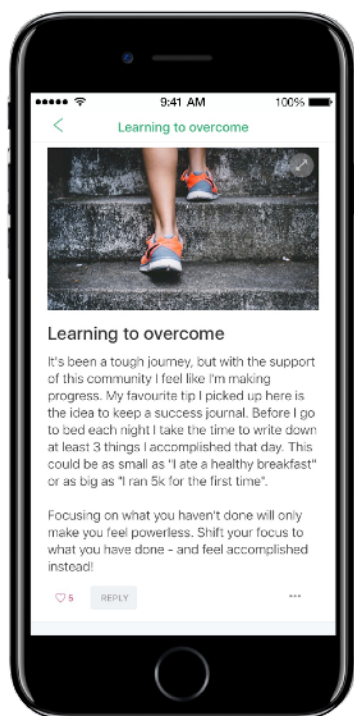 9:41 AM
100%
Learning to overcome
Learning to overcome
It's been a tough journey, but with the support
of this community I feel like I'm making
progress. My favourite tip I picked up here is
the idea to keep a success journal. Before I go
to bed each night I take the time to write down
at least 3 things I accomplished that day. This
could be as small as "I ate a healthy breakfast"
or as big as "I ran 5k for the first time".
Focusing on what you haven't done will only
make you feel powerless. Shift your focus to
what you have done - and feel accomplished
instead!
5
REPLY